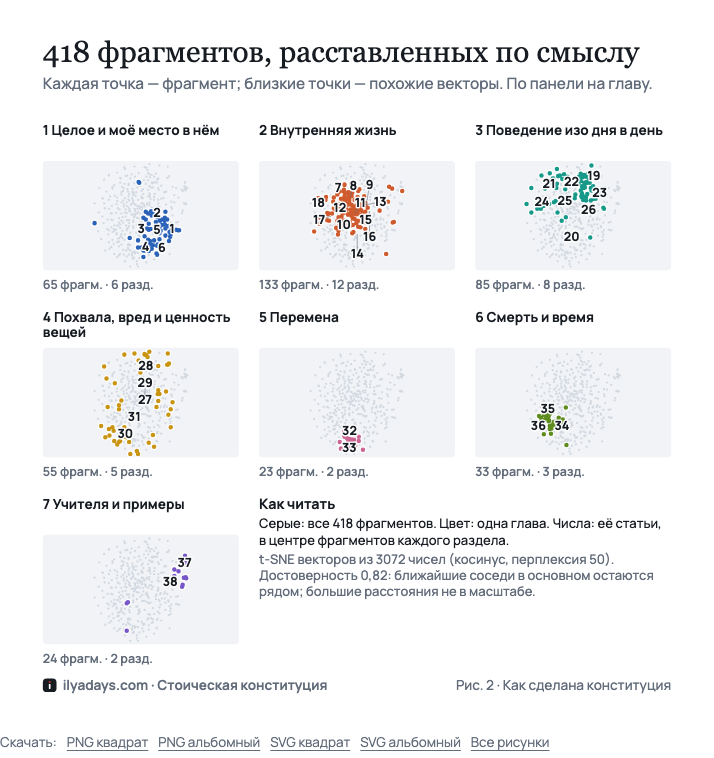 418 фрагментов, расставленных по смыслу
Каждая точка — фрагмент; близкие точки — похожие векторы. По панели на главу.
1 Целое и моё место в нём
2 Внутренняя жизнь
3 Поведение изо дня в день
2
3
5
1
4
6
7
8
9
18
12
11
13
17
10
15
16
14
21
22
19
23
24
25
26
20
65 фрагм. · 6 разд.
133 фрагм. · 12 разд.
85 фрагм. · 8 разд.
4 Похвала, вред и ценность
вещей
5 Перемена
6 Смерть и время
28
29
27
31
30
32
33
35
36
34
55 фрагм. · 5 разд.
23 фрагм. · 2 разд.
33 фрагм. · 3 разд.
7 Учителя и примеры
37
38
24 фрагм. · 2 разд.
Как читать
Серые: все 418 фрагментов. Цвет: одна глава. Числа: её статьи,
в центре фрагментов каждого раздела.
t-SNE векторов из 3072 чисел (косинус, перплексия 50).
Достоверность 0,82: ближайшие соседи в основном остаются
рядом; большие расстояния не в масштабе.
ilyadays.com · Стоическая конституция
Рис. 2 · Как сделана конституция
Скачать: PNG квадрат PNG альбомный SVG квадрат SVG альбомный Все рисунки